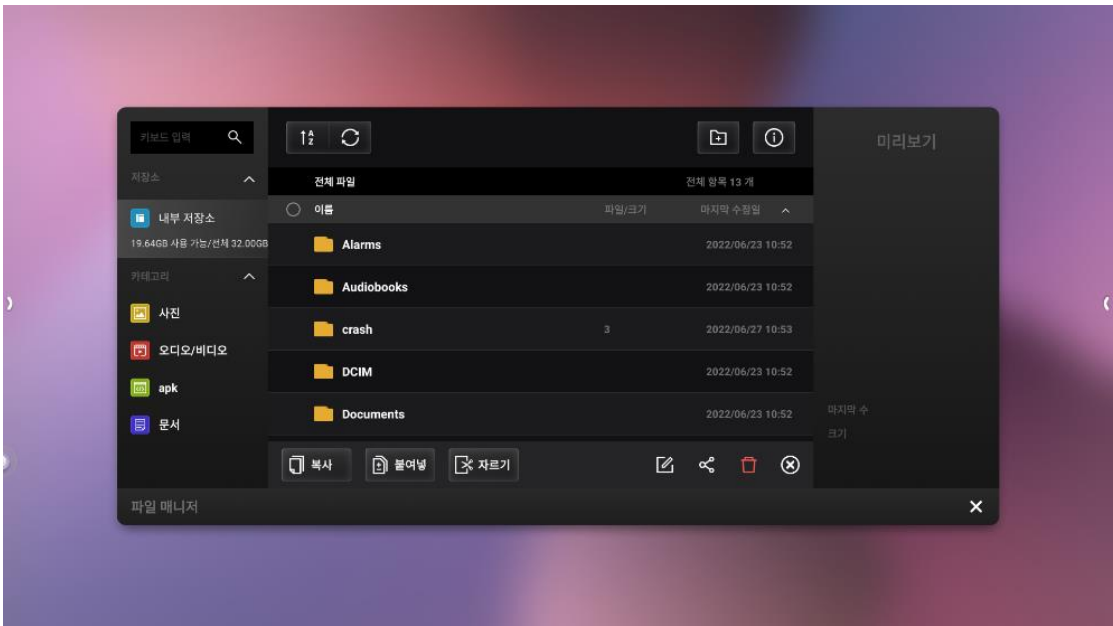 키보드 입력
미리보기
저장소
전체 파일
전체 항목 13 개
이름
파일/크기
마지막 수정일
내부 저장소
19.64GB 사용 가능/전체 32.00GB
Alarms
2022/06/23 10:52
카테고리
Audiobooks
2022/06/23 10:52
사진
crash
3
2022/06/27 10:53
오디오/비디오
DCIM
2022/06/23 10:52
apk
Documents
2022/06/23 10:52
문서
마지막 수
크기
복사
붙여넣
자르기
파일 매니저